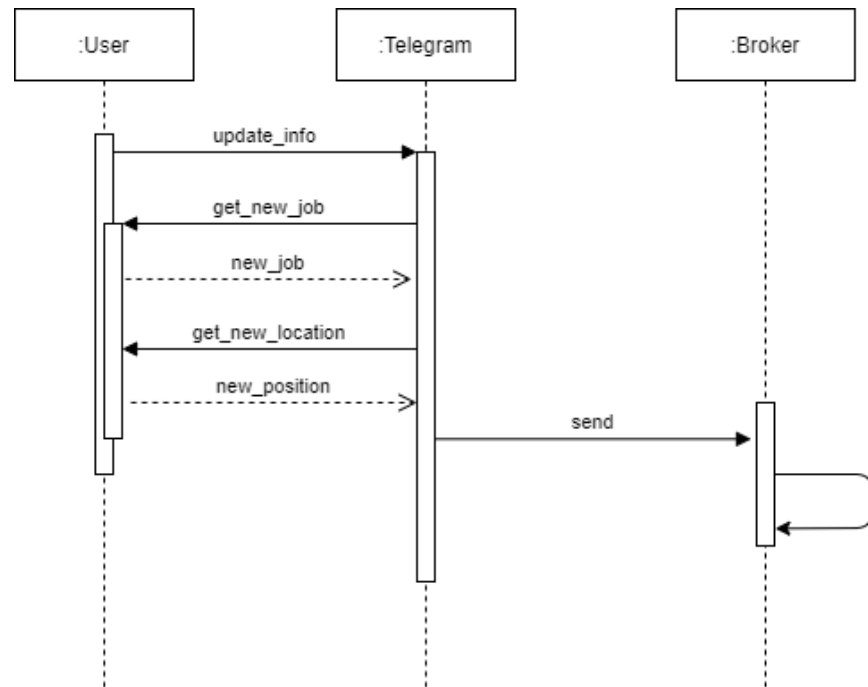 :User
:Telegram
:Broker
update_info
get_new_job
new_job
get_new_location
new_position
send